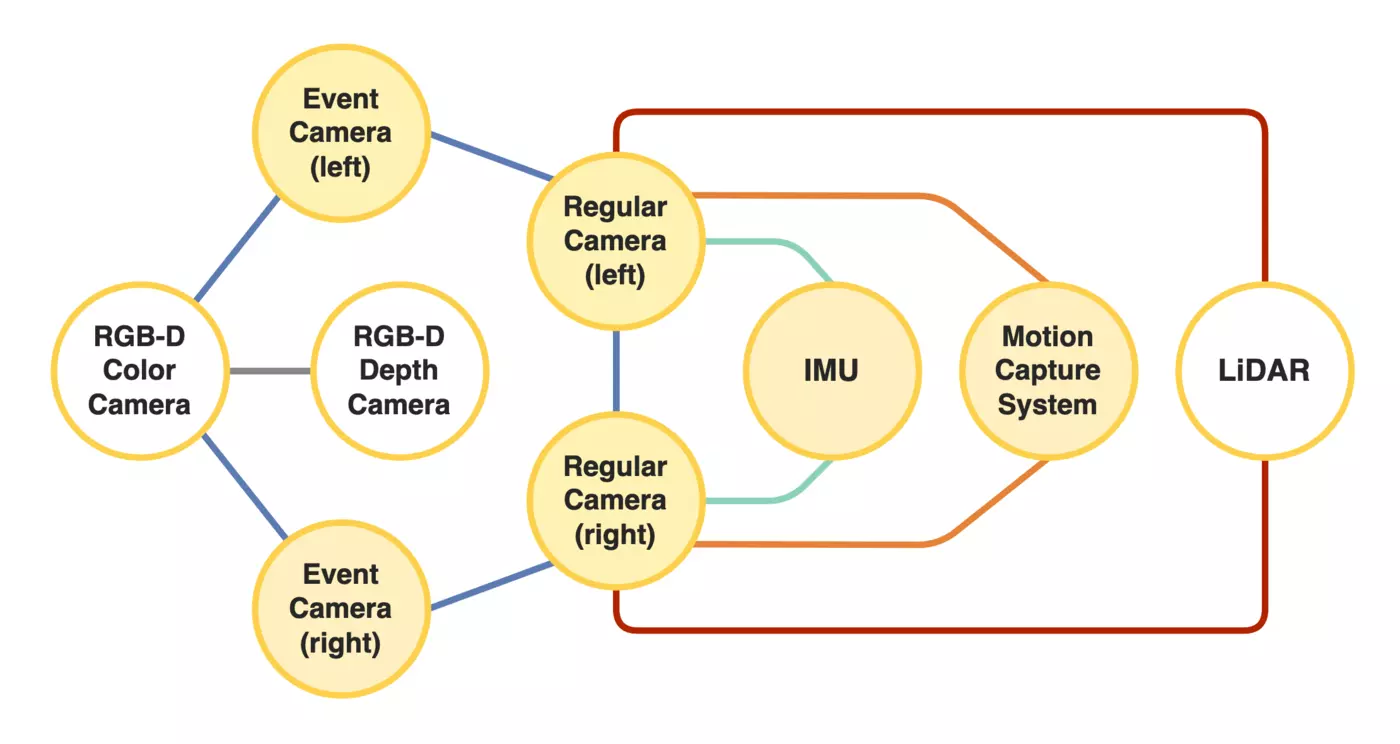 Event
Camera
(left)
Regular
Camera
(left)
RGB-D
Color
Camera
RGB-D
Depth
Camera
IMU
Motion
Capture
System
LiDAR
Regular
Camera
(right)
Event
Camera
(right)